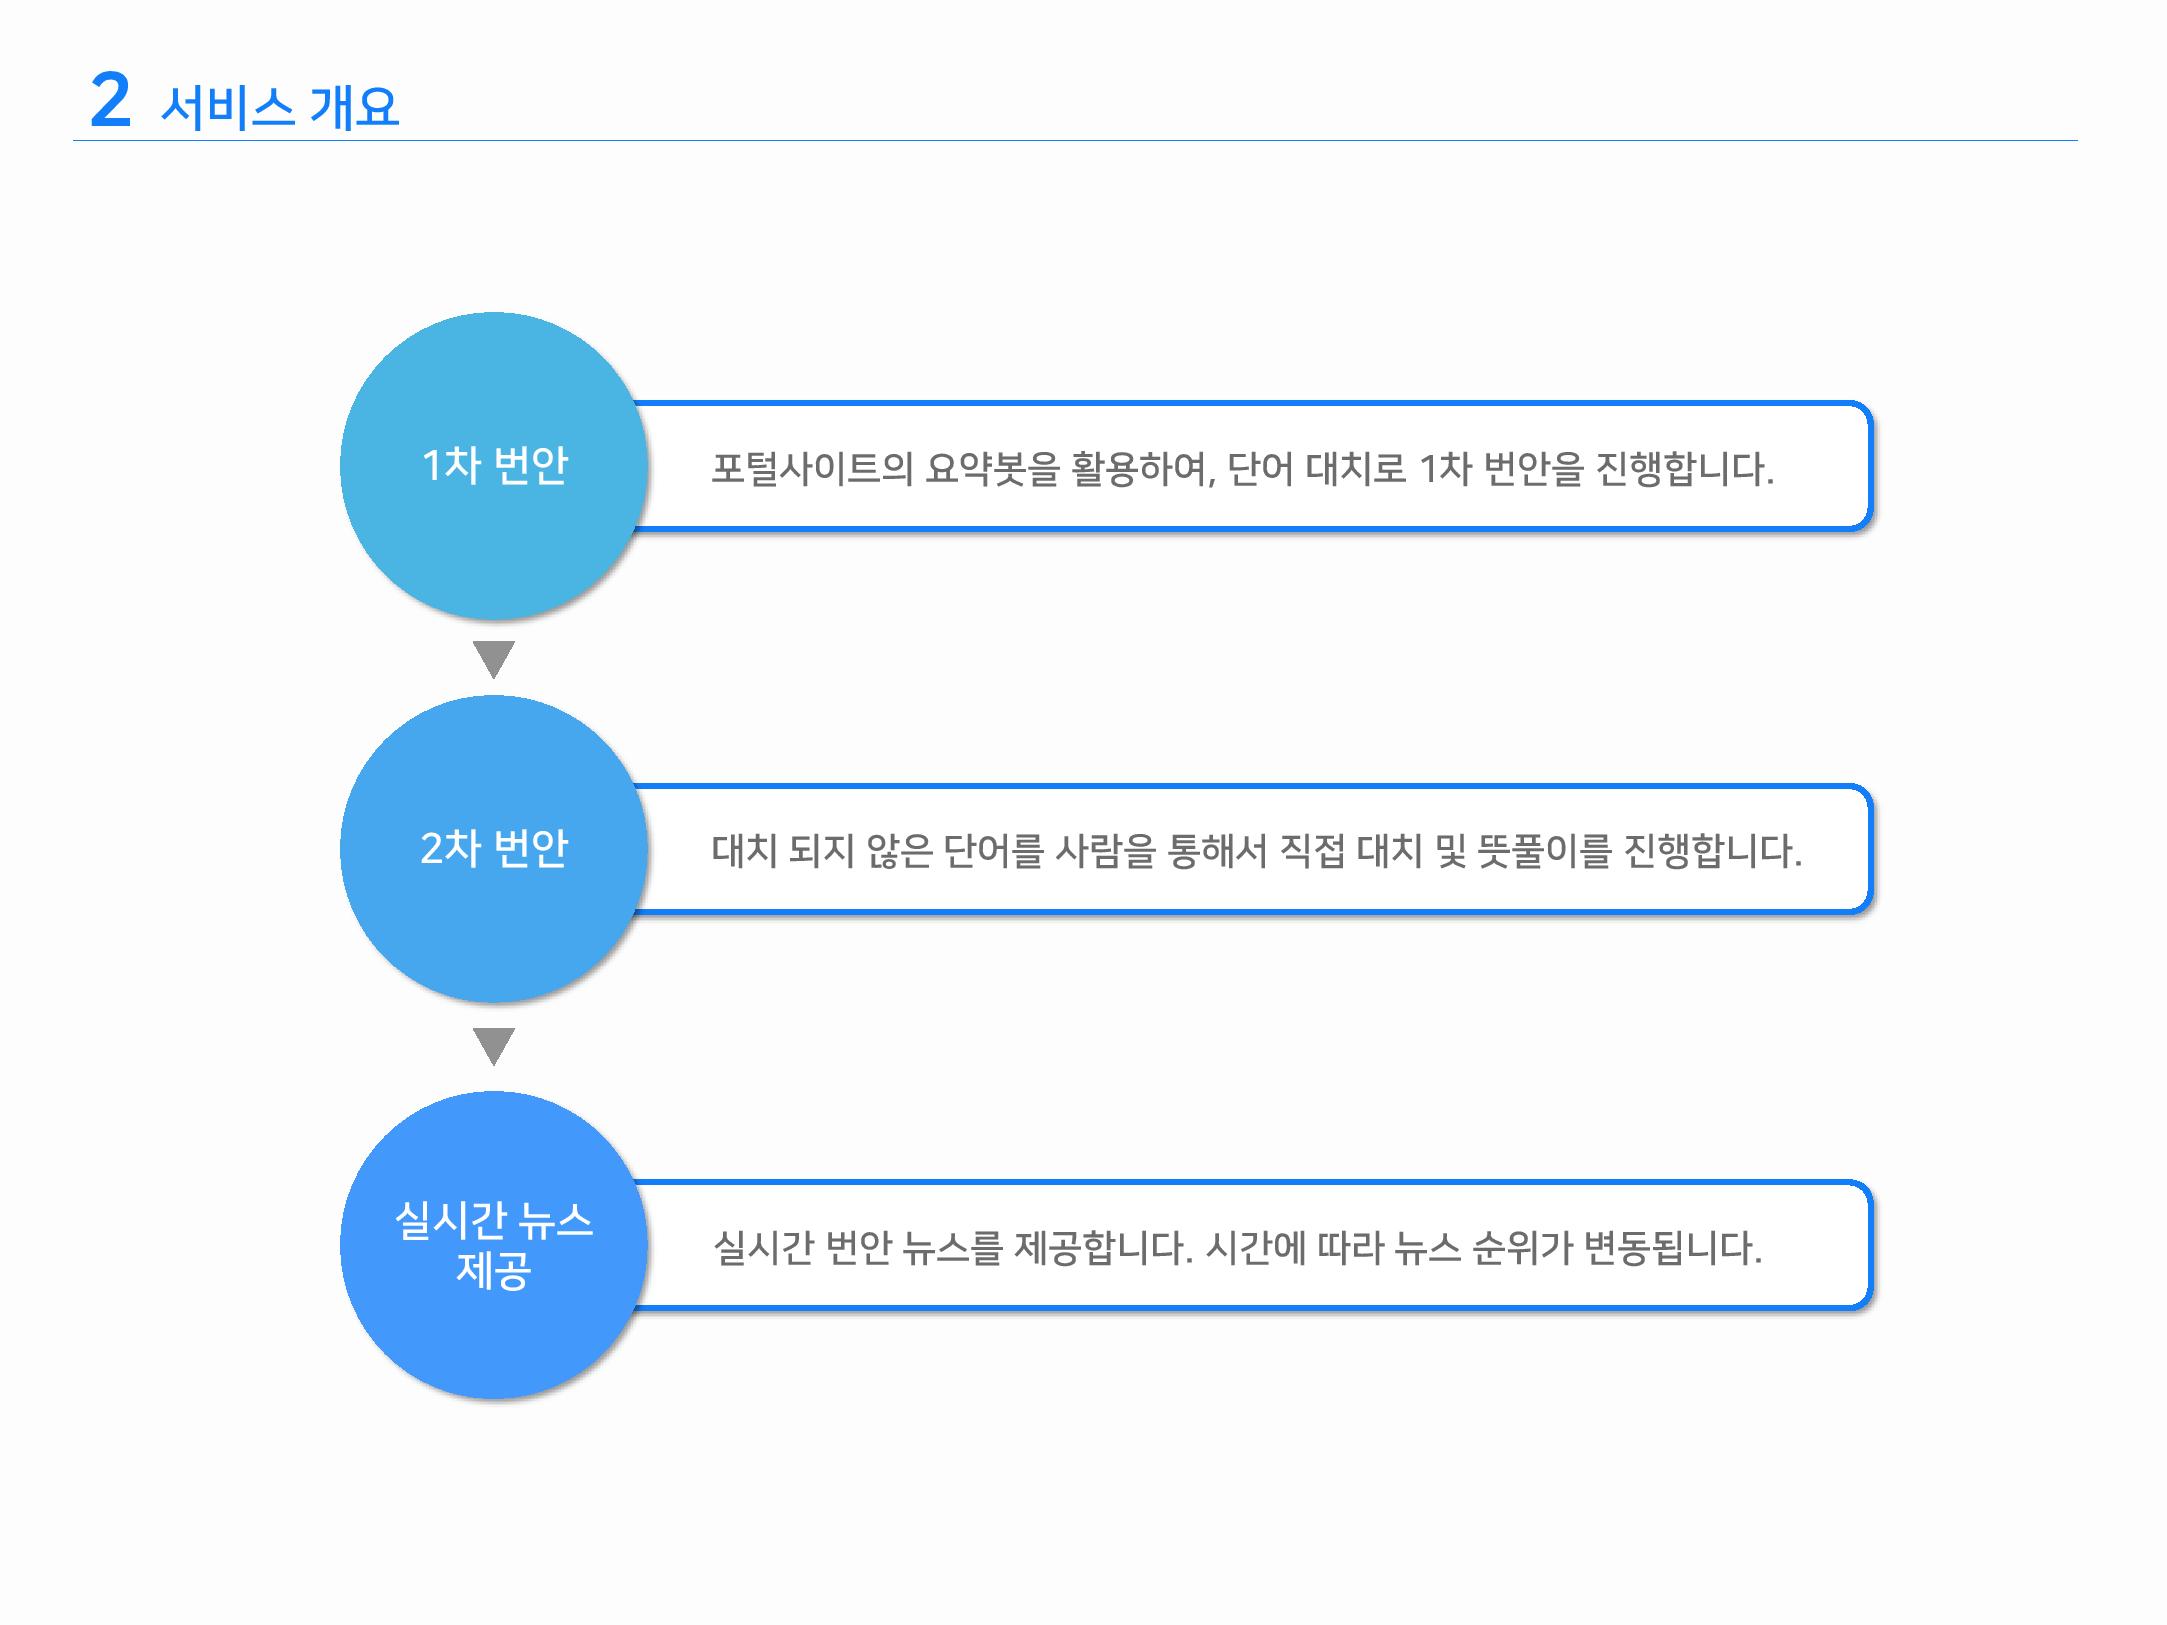 2 서비스 개요
1차 번안
포털사이트의 요약봇을 활용하여, 단어 대치로 1차 번안을 진행합니다.
2차 번안
대치 되지 않은 단어를 사람을 통해서 직접 대치 및 뜻풀이를 진행합니다.
실시간 뉴스
제공
실시간 번안 뉴스를 제공합니다. 시간에 따라 뉴스 순위가 변동됩니다.